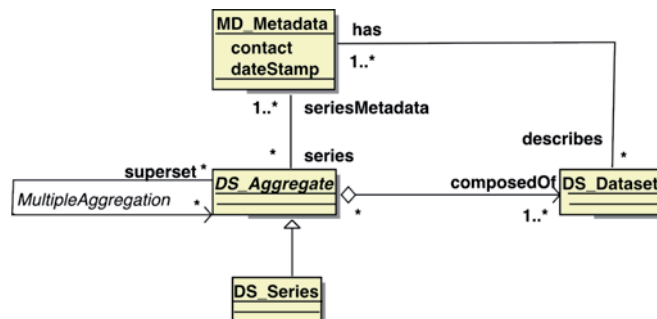 MD_Metadata
has
contact
dateStamp
1..*
1..*
seriesMetadata
describes
*
*
series
superset *
DS_Aggregate
composedOf
DS_Dataset
MultipleAggregation
*
*
1..*
DS_Series